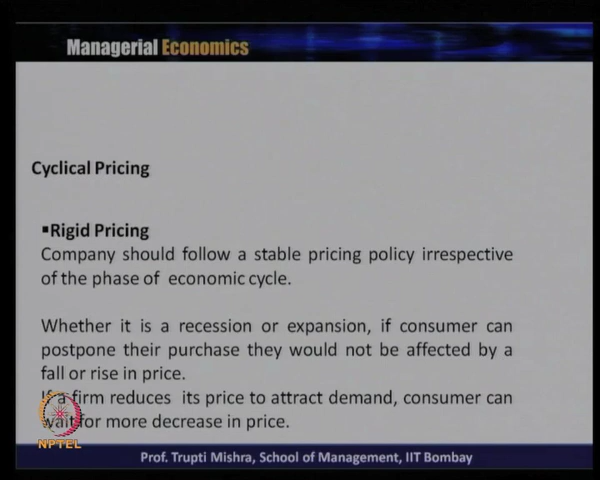 Managerial Economics
Cyclical Pricing
▪Rigid Pricing
Company should follow a stable pricing policy irrespective
of the phase of economic cycle.
Whether it is a recession or expansion, if consumer can
postpone their purchase they would not be affected by a
fall or rise in price.
If a firm reduces its price to attract demand, consumer can
wait for more decrease in price.
NPTEL
Prof. Trupti Mishra, School of Management, IIT Bombay